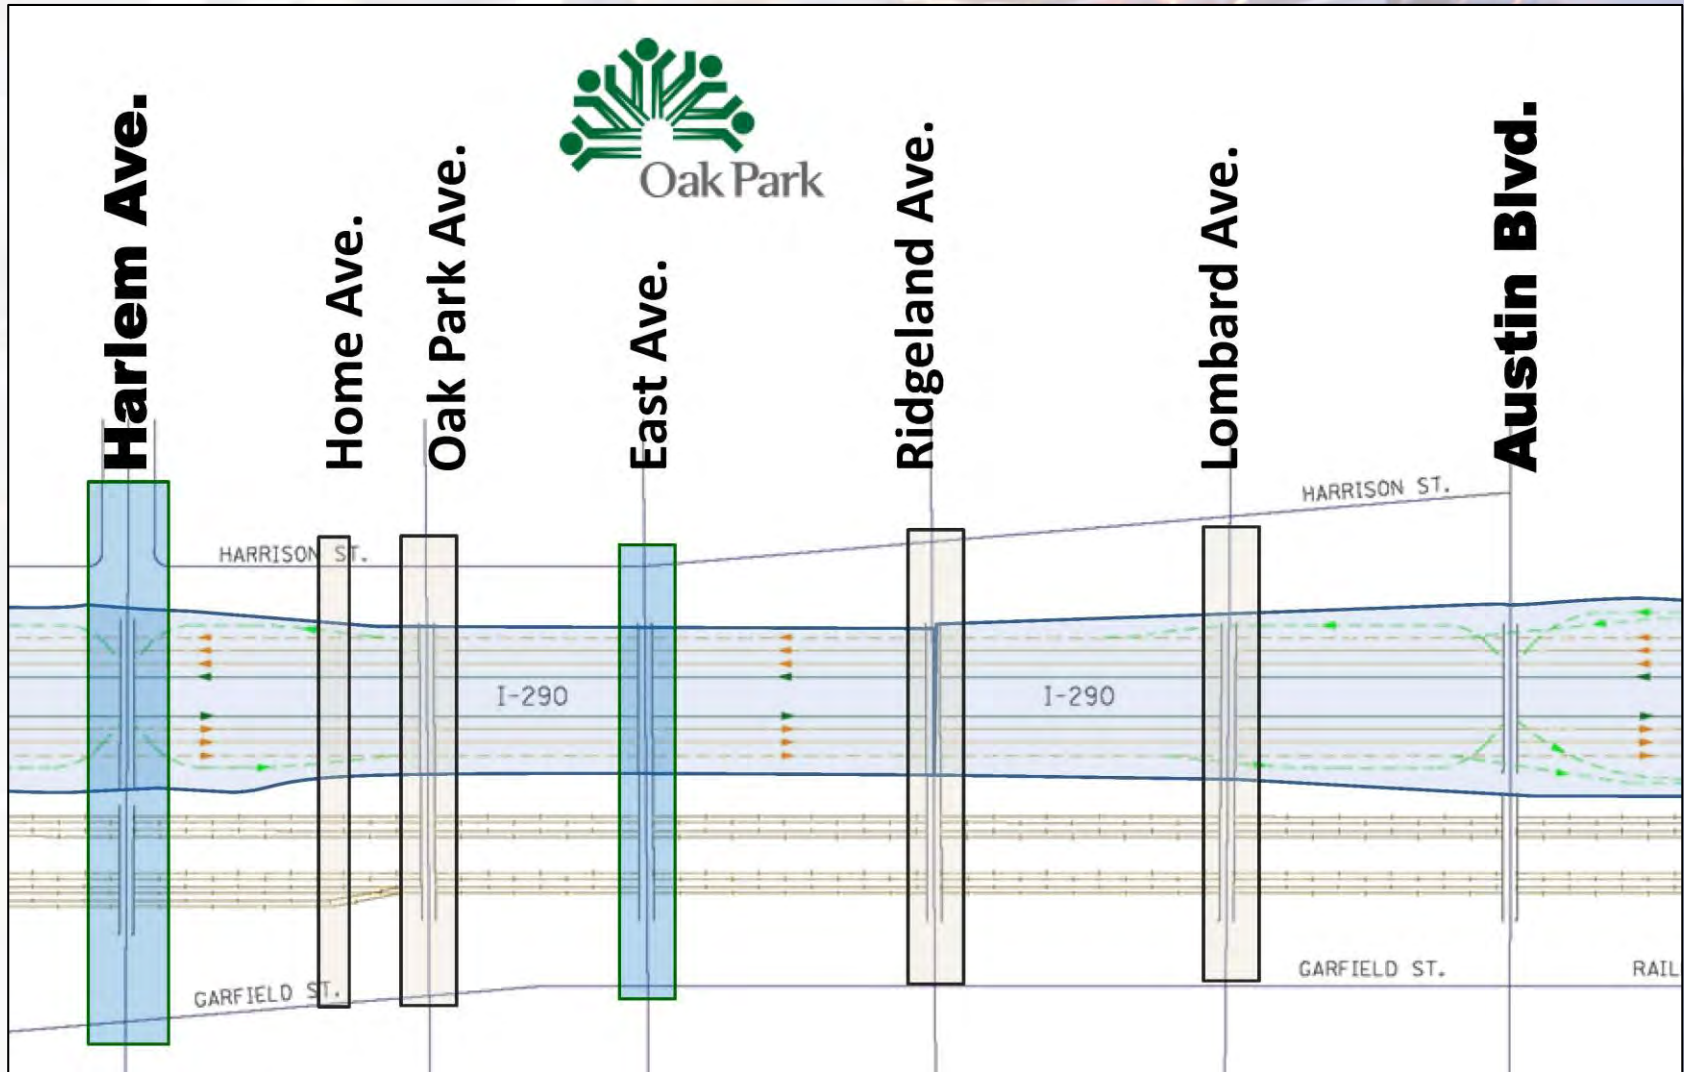 Oak Park
Harlem Ave.
Home Ave.
Oak Park Ave.
East Ave.
Ridgeland Ave.
Lombard Ave.
Austin Blvd.
HARRISON ST.
HARRISON ST.
I-290
I-290
GARFIELD ST.
GARFIELD ST.
RAIL